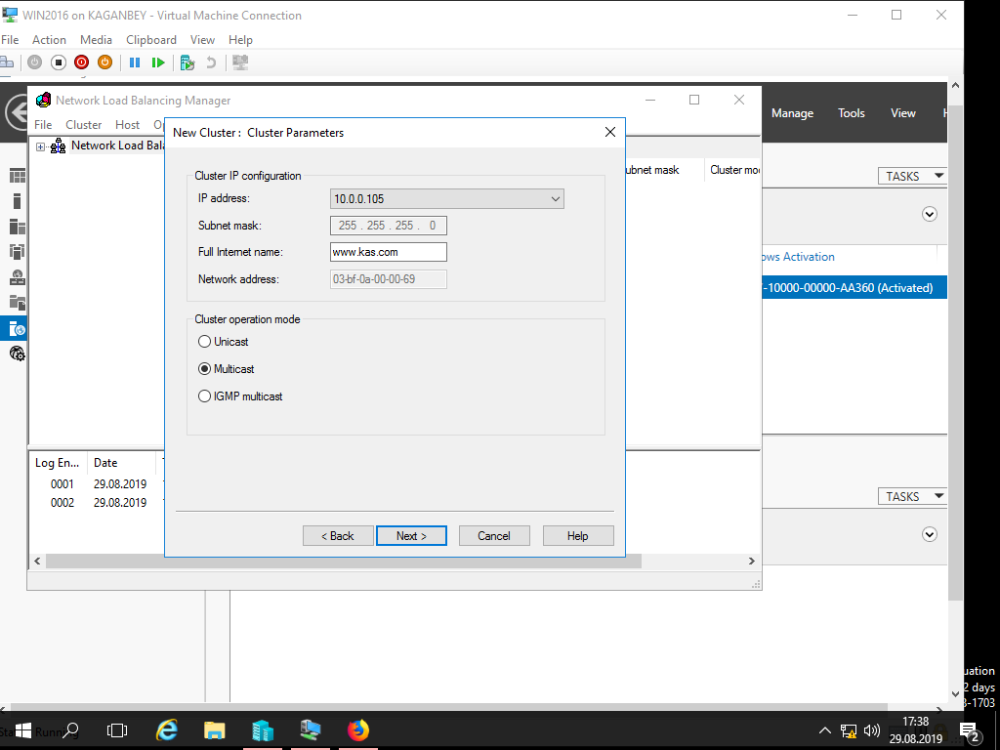 WIN2016 on KAGANBEY - Virtual Machine Connection
File Action Media Clipboard View Help
Network Load Balancing Manager
Manage Tools View
File Cluster Host
New Cluster : Cluster Parameters
Network Load
Cluster IP configuration
IP address: 10.0.0.105
Subnet mask: 255 . 255 . 255 . 0
Full Internet name: www.kas.com
Network address: 03-bf-0a-00-00-69
Cluster operation mode
Unicast
Multicast
IGMP multicast
< Back Next > Cancel Help
ubnet mask Cluster mo
TASKS
ows Activation
-10000-00000-AA360 (Activated)
Log En... Date
0001 29.08.2019
0002 29.08.2019
TASKS
uation
2 days
3-1703
17:38
29.08.2019
2